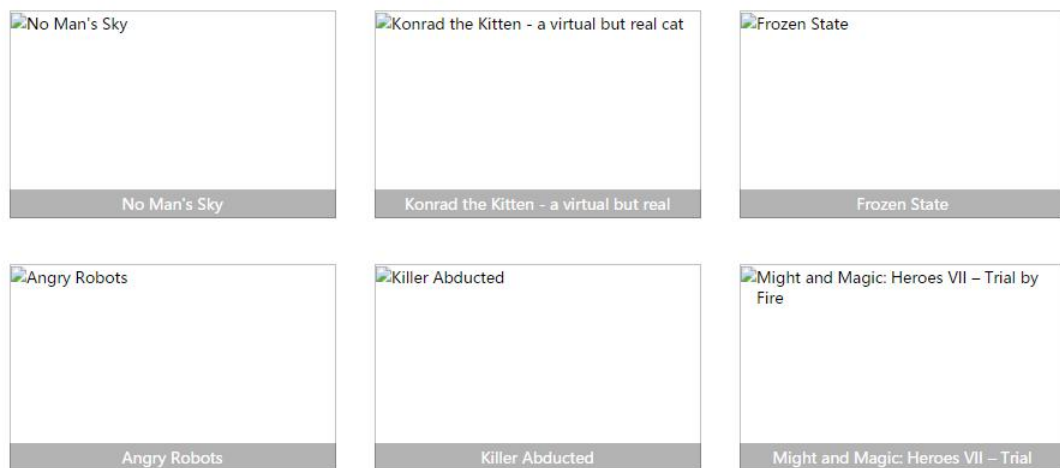 No Man's Sky
Konrad the Kitten - a virtual but real cat
Frozen State
No Man's Sky
Konrad the Kitten - a virtual but real
Frozen State
Angry Robots
Killer Abducted
Might and Magic: Heroes VII – Trial by
Fire
Angry Robots
Killer Abducted
Might and Magic: Heroes VII – Trial